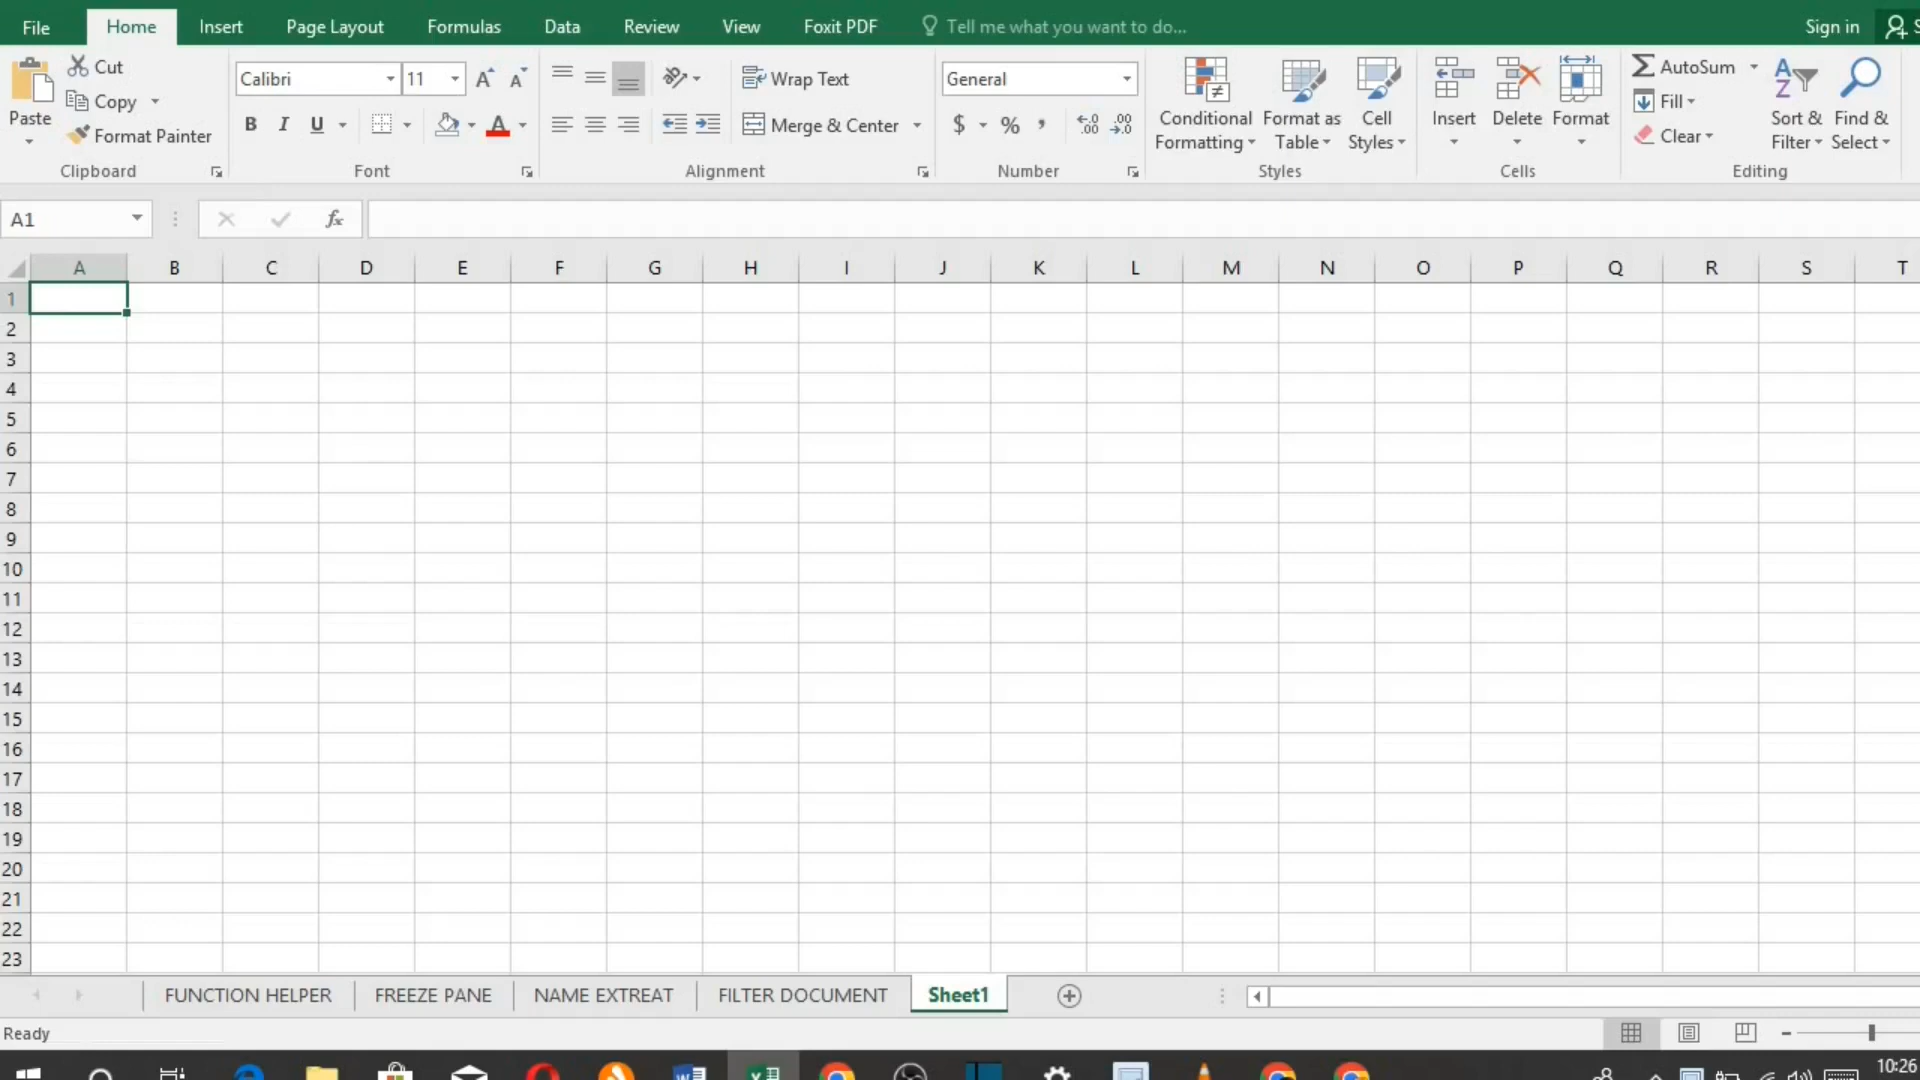 File Home Insert Page Layout Formulas Data Review View Foxit PDF Tell me what you want to do... Sign in
Cut
Copy
Format Painter
Paste
Clipboard
Calibri 11
B I U A
Font
Wrap Text
Merge & Center
Alignment
General
$ % ,
Number
Conditional Formatting
Format as Table
Cell Styles
Styles
Insert Delete Format
Cells
AutoSum
Fill
Clear
Sort & Filter
Find & Select
Editing
A1 fx
A B C D E F G H I J K L M N O P Q R S T
1
2
3
4
5
6
7
8
9
10
11
12
13
14
15
16
17
18
19
20
21
22
23
FUNCTION HELPER FREEZE PANE NAME EXTREAT FILTER DOCUMENT Sheet1
Ready
10:26